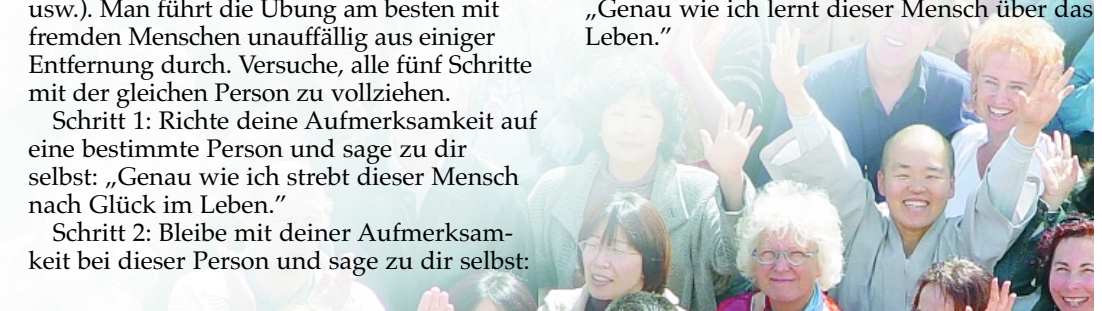 usw.). Man führt die Übung am besten mit
fremden Menschen unauffällig aus einiger
Entfernung durch. Versuche, alle fünf Schritte
mit der gleichen Person zu vollziehen.
Schritt 1: Richte deine Aufmerksamkeit auf
eine bestimmte Person und sage zu dir
selbst: „Genau wie ich strebt dieser Mensch
nach Glück im Leben.”
Schritt 2: Bleibe mit deiner Aufmerksam-
keit bei dieser Person und sage zu dir selbst:
„Genau wie ich lernt dieser Mensch über das
Leben.”